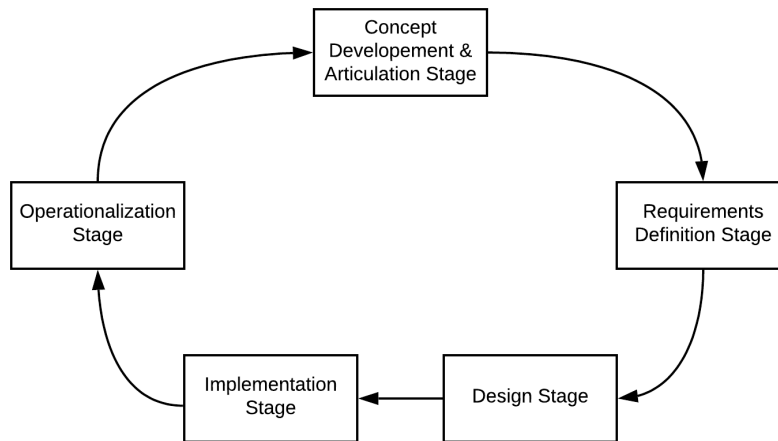 Concept
Developement &
Articulation Stage
Requirements
Definition Stage
Design Stage
Implementation
Stage
Operationalization
Stage